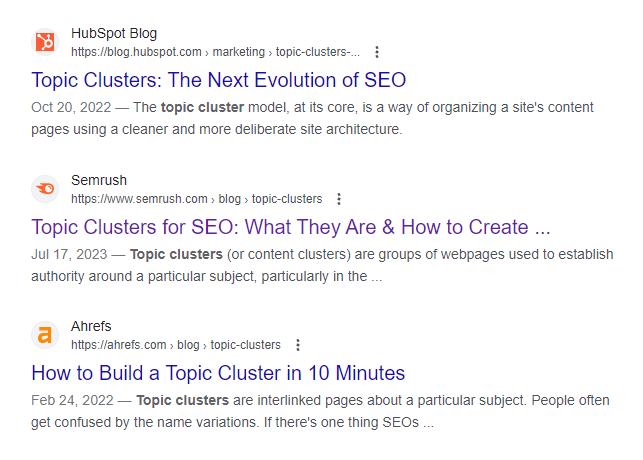 HubSpot Blog
https://blog.hubspot.com › marketing › topic-clusters-...
Topic Clusters: The Next Evolution of SEO
Oct 20, 2022 — The topic cluster model, at its core, is a way of organizing a site's content
pages using a cleaner and more deliberate site architecture.
Semrush
https://www.semrush.com › blog › topic-clusters
Topic Clusters for SEO: What They Are & How to Create ...
Jul 17, 2023 — Topic clusters (or content clusters) are groups of webpages used to establish
authority around a particular subject, particularly in the ...
a
Ahrefs
https://ahrefs.com › blog › topic-clusters
How to Build a Topic Cluster in 10 Minutes
Feb 24, 2022 — Topic clusters are interlinked pages about a particular subject. People often
get confused by the name variations. If there's one thing SEOs ...